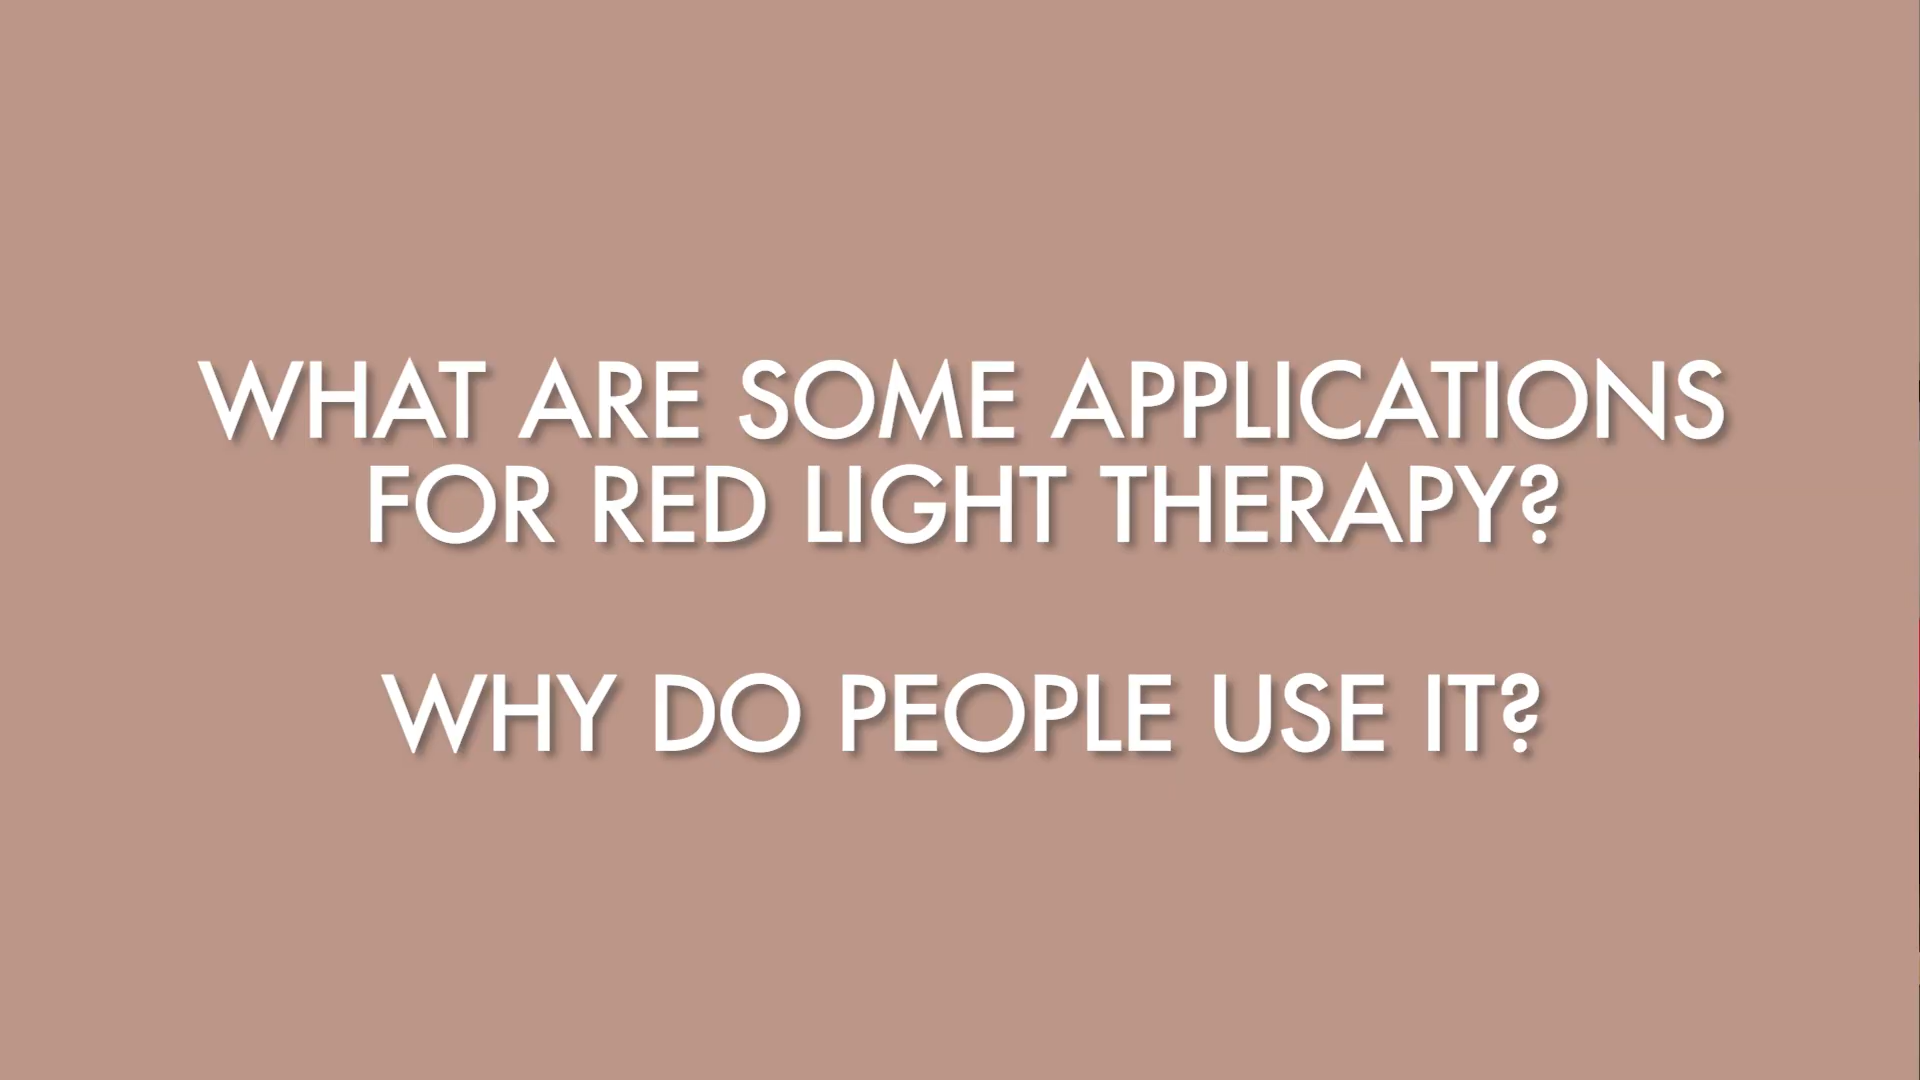 WHAT ARE SOME APPLICATIONS
FOR RED LIGHT THERAPY?
WHY DO PEOPLE USE IT?